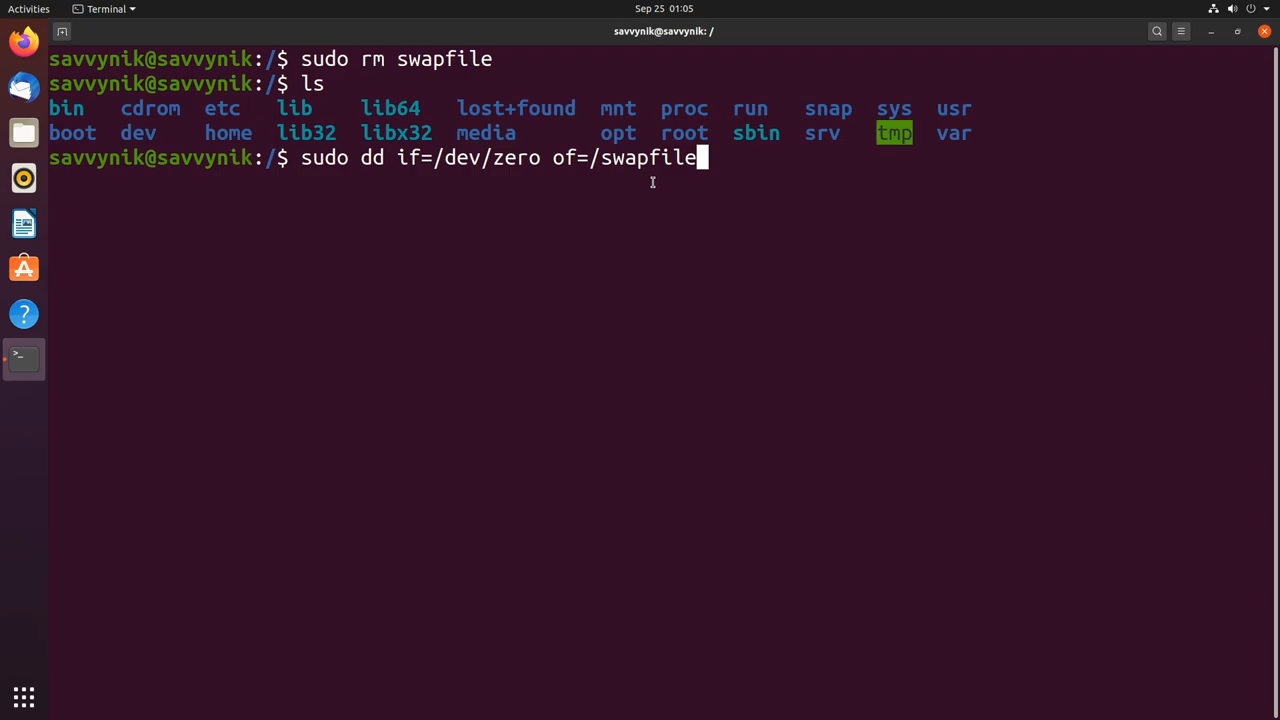 Activities Terminal Sep 25 01:05
savvynik@savvynik: /
savvynik@savvynik:/$ sudo rm swapfile
savvynik@savvynik:/$ ls
bin cdrom etc lib lib64 lost+found mnt proc run snap sys usr
boot dev home lib32 libx32 media opt root sbin srv tmp var
savvynik@savvynik:/$ sudo dd if=/dev/zero of=/swapfile